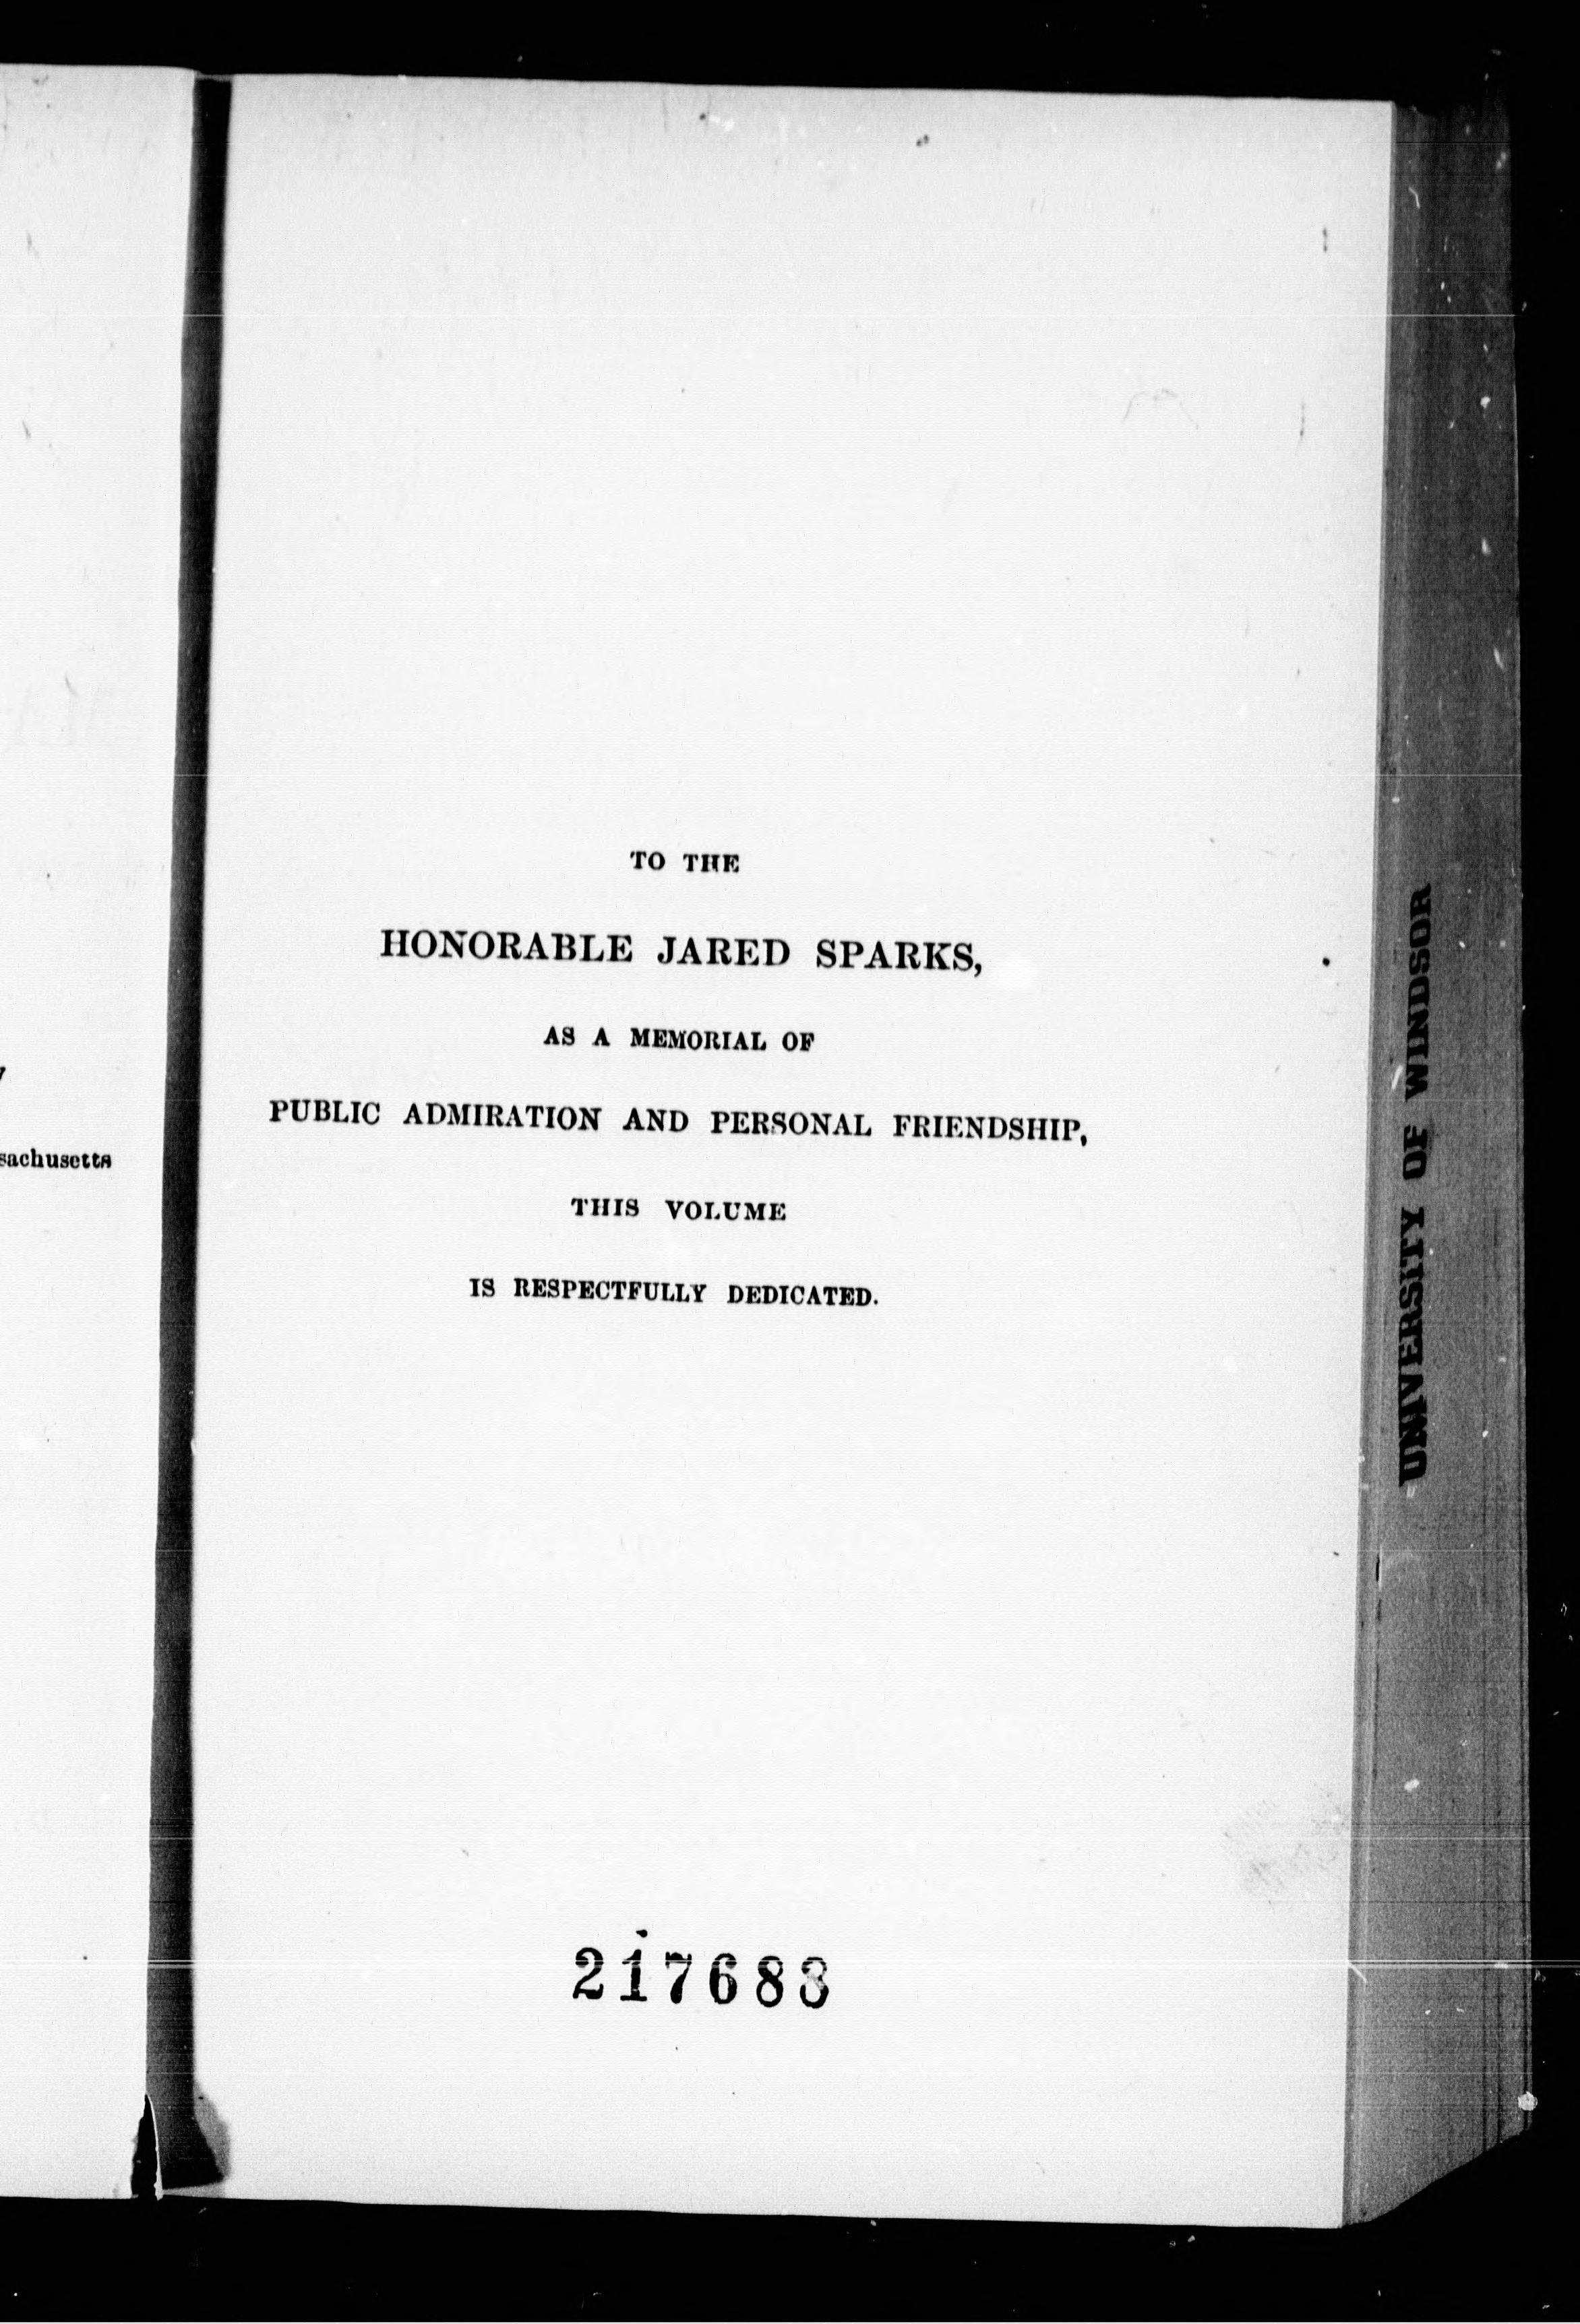 sachusetts
TO THE
HONORABLE JARED SPARKS,
AS A MEMORIAL OF
PUBLIC ADMIRATION AND PERSONAL FRIENDSHIP,
THIS VOLUME
IS RESPECTFULLY DEDICATED.
217688
UNIVERSITY OF WINDSOR